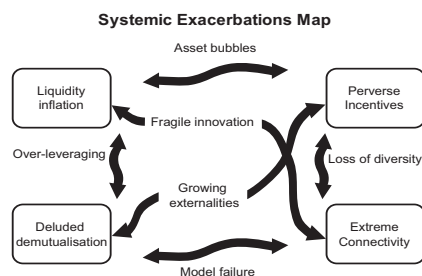 Systemic Exacerbations Map
Asset bubbles
Liquidity
inflation
Perverse
Incentives
Fragile innovation
Over-leveraging
Loss of diversity
Growing
externalities
Deluded
demutualisation
Extreme
Connectivity
Model failure